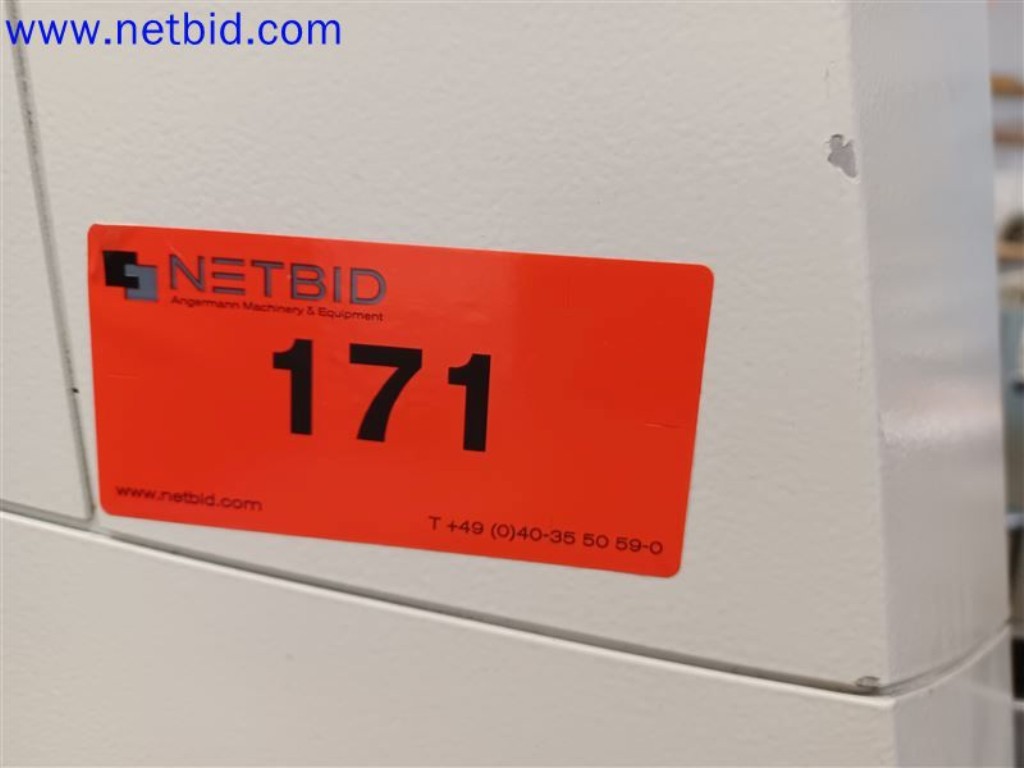 www.netbid.com
NETBID
Angermann Machinery & Equipment
171
www.netbid.com
T +49 (0)40-35 50 59-0